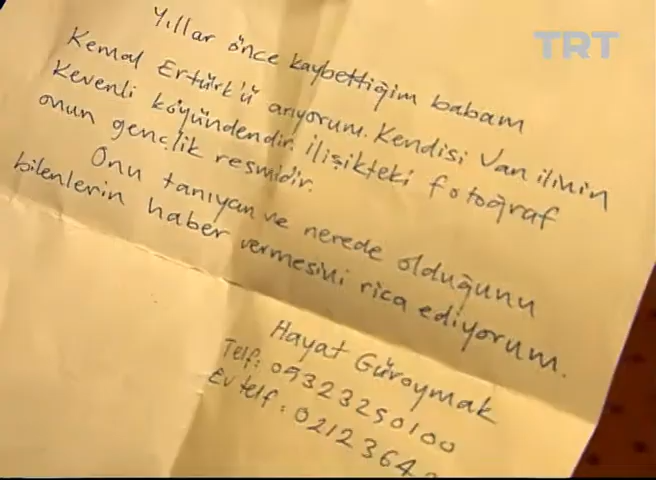 TRT
Yıllar önce kaybettiğim babam
Kemal Ertürk'ü arıyorum. Kendisi Van ilinin
Kevenli köyündendir. İlişikteki fotoğraf
onun gençlik resmidir.
Onu tanıyan ve nerede olduğunu
bilenlerin haber vermesini rica ediyorum.
Hayat Güroymak
Telf: 05323250100
Ev telf: 0212364